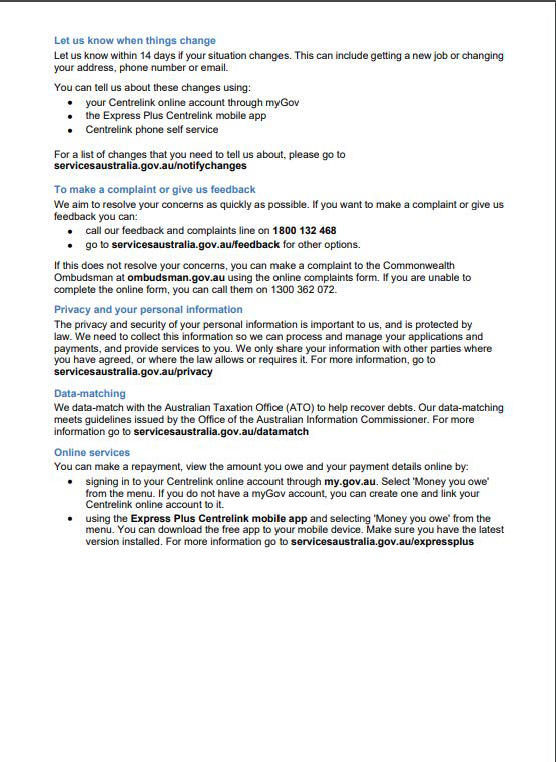 Let us know when things change
Let us know within 14 days if your situation changes. This can include getting a new job or changing
your address, phone number or email.
You can tell us about these changes using:
• your Centrelink online account through myGov
• the Express Plus Centrelink mobile app
• Centrelink phone self service
For a list of changes that you need to tell us about, please go to
servicesaustralia.gov.au/notifychanges
To make a complaint or give us feedback
We aim to resolve your concerns as quickly as possible. If you want to make a complaint or give us
feedback you can:
• call our feedback and complaints line on 1800 132 468
• go to servicesaustralia.gov.au/feedback for other options.
If this does not resolve your concerns, you can make a complaint to the Commonwealth
Ombudsman at ombudsman.gov.au using the online complaints form. If you are unable to
complete the online form, you can call them on 1300 362 072.
Privacy and your personal information
The privacy and security of your personal information is important to us, and is protected by
law. We need to collect this information so we can process and manage your applications and
payments, and provide services to you. We only share your information with other parties where
you have agreed, or where the law allows or requires it. For more information, go to
servicesaustralia.gov.au/privacy
Data-matching
We data-match with the Australian Taxation Office (ATO) to help recover debts. Our data-matching
meets guidelines issued by the Office of the Australian Information Commissioner. For more
information go to servicesaustralia.gov.au/datamatch
Online services
You can make a repayment, view the amount you owe and your payment details online by:
• signing in to your Centrelink online account through my.gov.au. Select 'Money you owe'
from the menu. If you do not have a myGov account, you can create one and link your
Centrelink online account to it.
• using the Express Plus Centrelink mobile app and selecting 'Money you owe' from the
menu. You can download the free app to your mobile device. Make sure you have the latest
version installed. For more information go to servicesaustralia.gov.au/expressplus